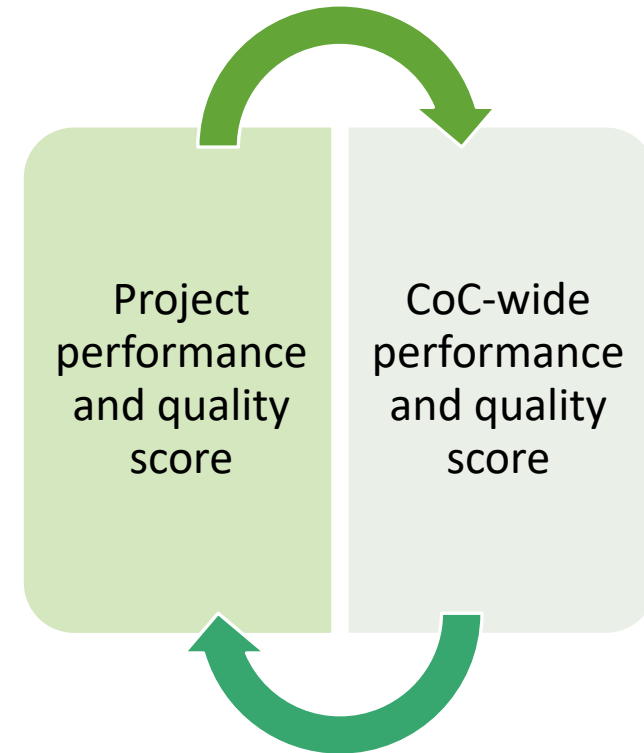 Project
performance
and quality
score
CoC-wide
performance
and quality
score